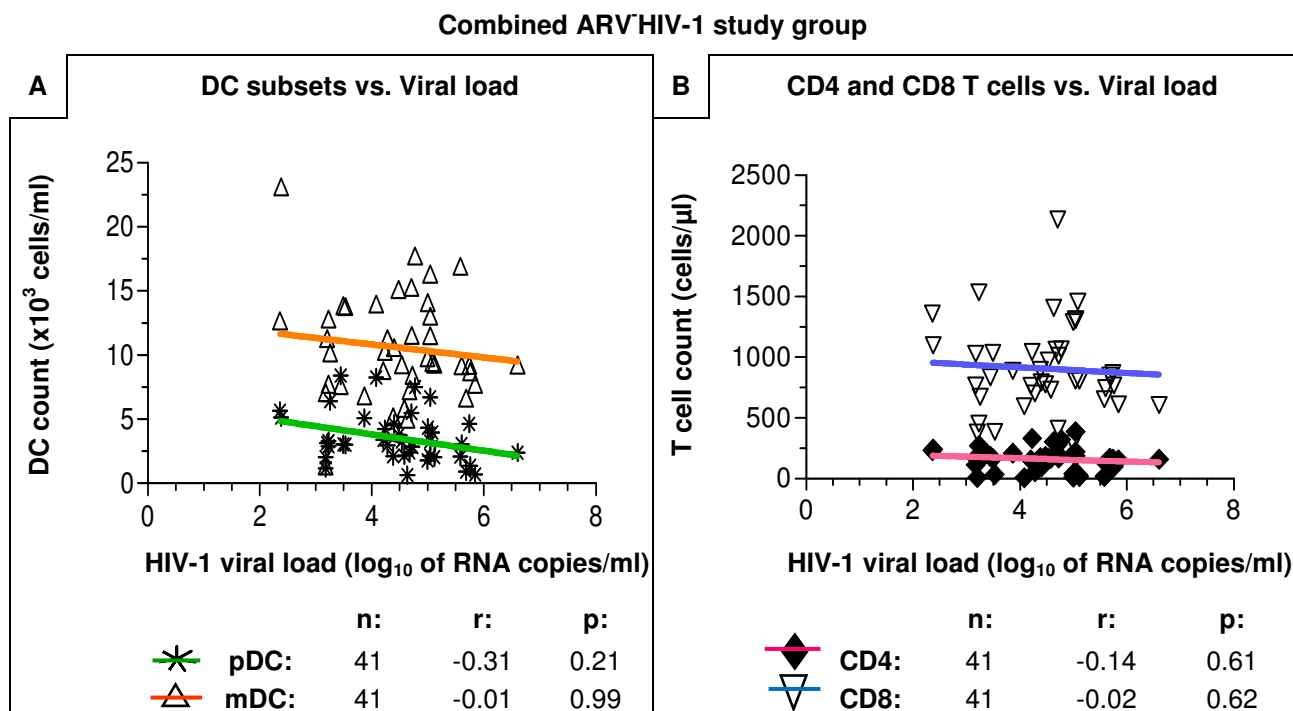 Combined ARV⁻HIV-1 study group
A
DC subsets vs. Viral load
DC count (x10³ cells/ml)
25
20
15
10
5
0
0 2 4 6 8
HIV-1 viral load (log₁₀ of RNA copies/ml)
n: r: p:
pDC: 41 -0.31 0.21
mDC: 41 -0.01 0.99
B
CD4 and CD8 T cells vs. Viral load
T cell count (cells/µl)
2500
2000
1500
1000
500
0
0 2 4 6 8
HIV-1 viral load (log₁₀ of RNA copies/ml)
n: r: p:
CD4: 41 -0.14 0.61
CD8: 41 -0.02 0.62